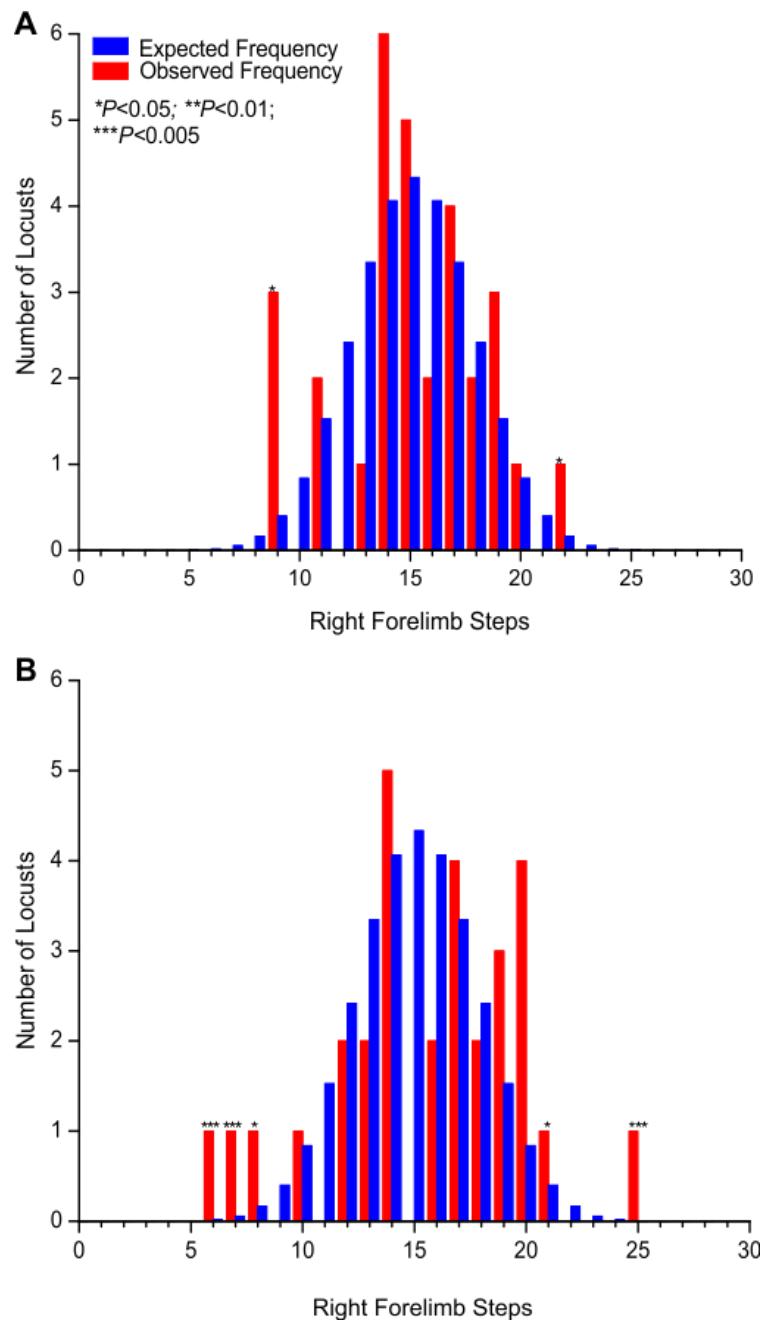 A
6
Expected Frequency
Observed Frequency
*P<0.05; **P<0.01;
***P<0.005
5
4
Number of Locusts
3
*
2
1
*
0
0 5 10 15 20 25 30
Right Forelimb Steps
B
6
5
4
Number of Locusts
3
2
1
*** *** * * ***
0
0 5 10 15 20 25 30
Right Forelimb Steps